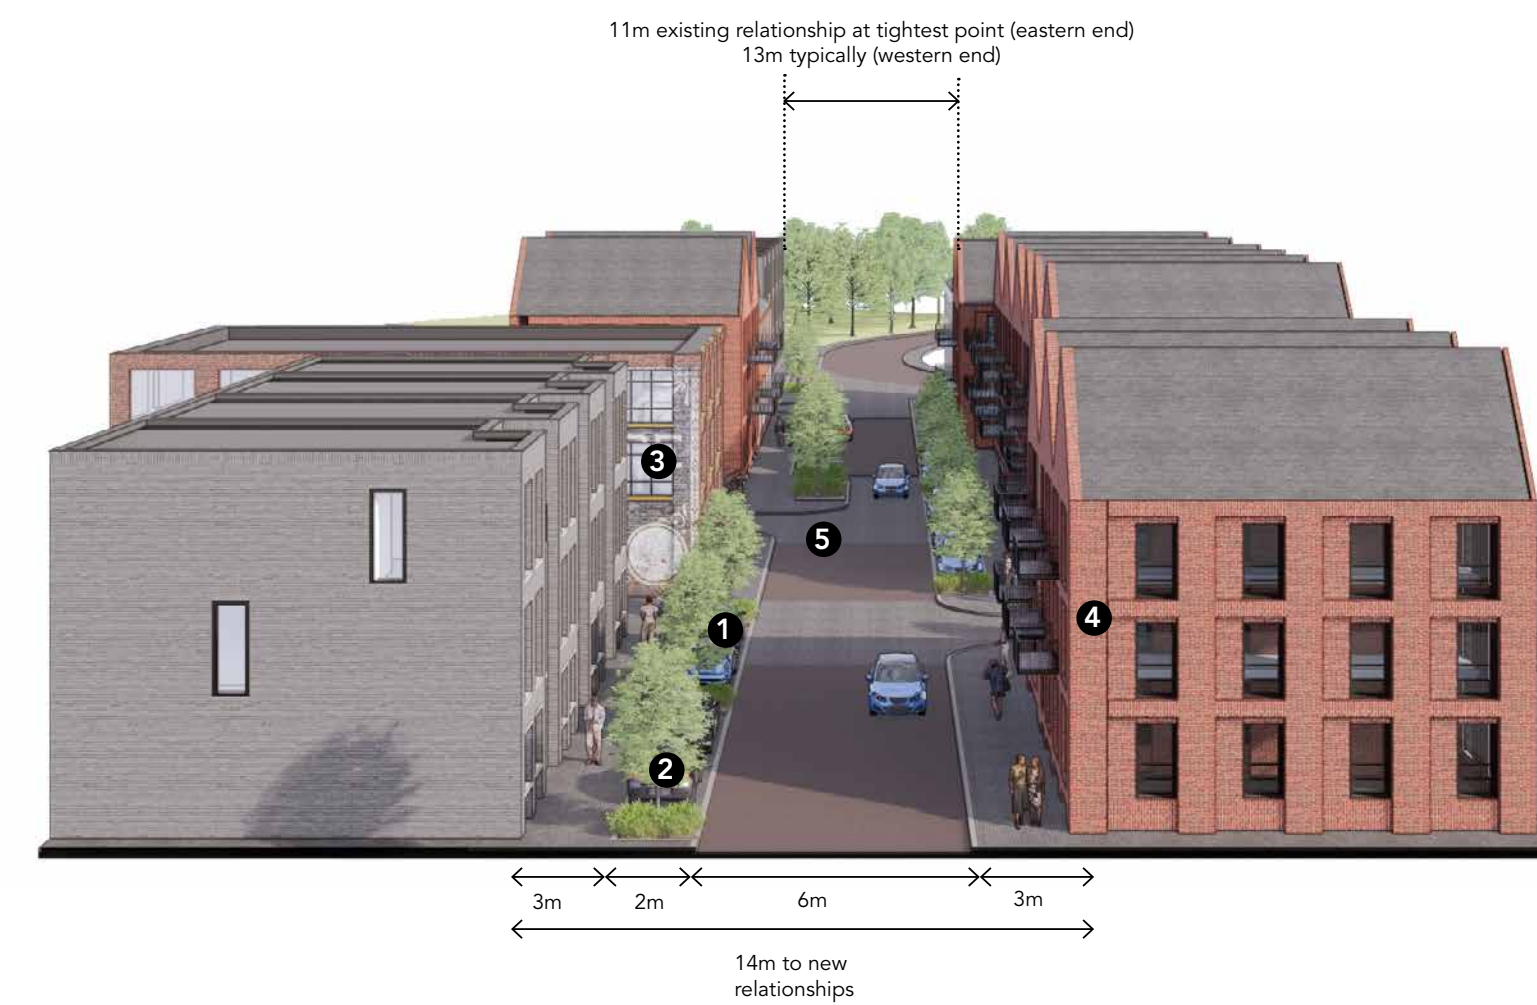 11m existing relationship at tightest point (eastern end)
13m typically (western end)
3
5
1
4
2
3m
2m
6m
3m
14m to new
relationships